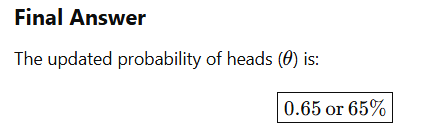 Final Answer
The updated probability of heads (θ) is:
0.65 or 65%